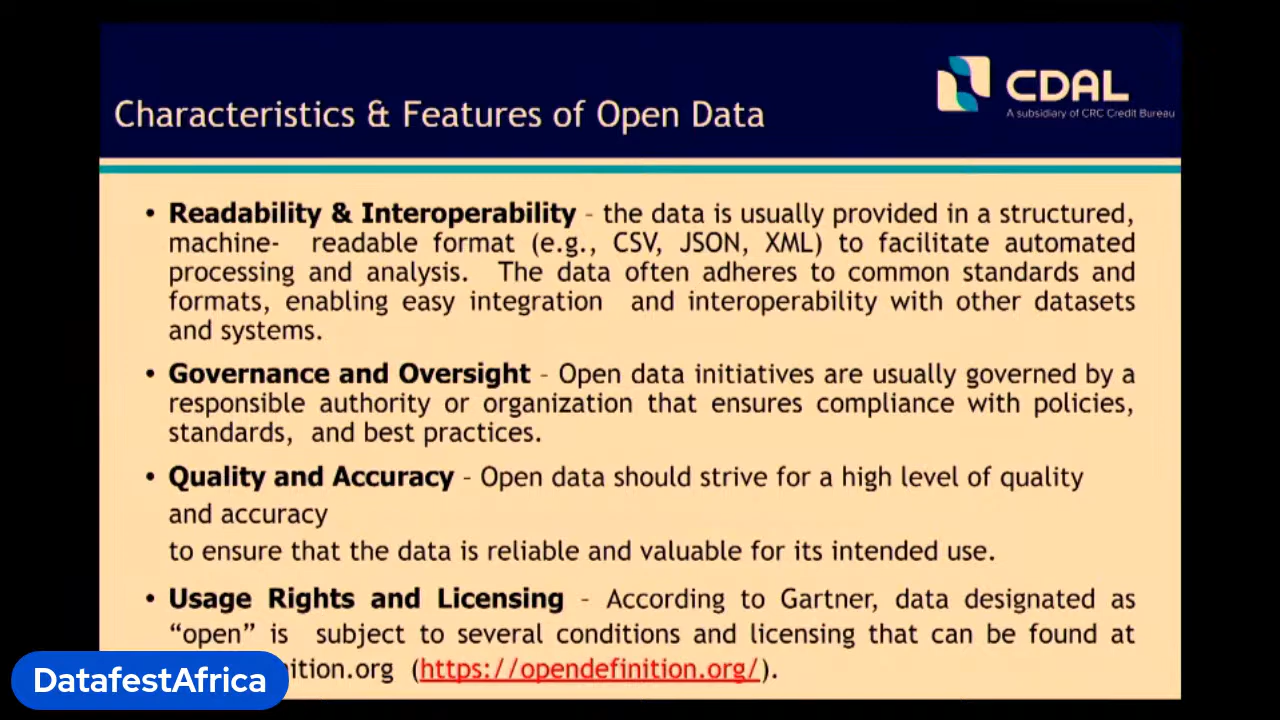 CDAL
A subsidiary of CRC Credit Bureau
Characteristics & Features of Open Data
• Readability & Interoperability – the data is usually provided in a structured,
machine- readable format (e.g., CSV, JSON, XML) to facilitate automated
processing and analysis. The data often adheres to common standards and
formats, enabling easy integration and interoperability with other datasets
and systems.
• Governance and Oversight – Open data initiatives are usually governed by a
responsible authority or organization that ensures compliance with policies,
standards, and best practices.
• Quality and Accuracy – Open data should strive for a high level of quality
and accuracy
to ensure that the data is reliable and valuable for its intended use.
• Usage Rights and Licensing – According to Gartner, data designated as
“open” is subject to several conditions and licensing that can be found at
nition.org (https://opendefinition.org/).
DatafestAfrica